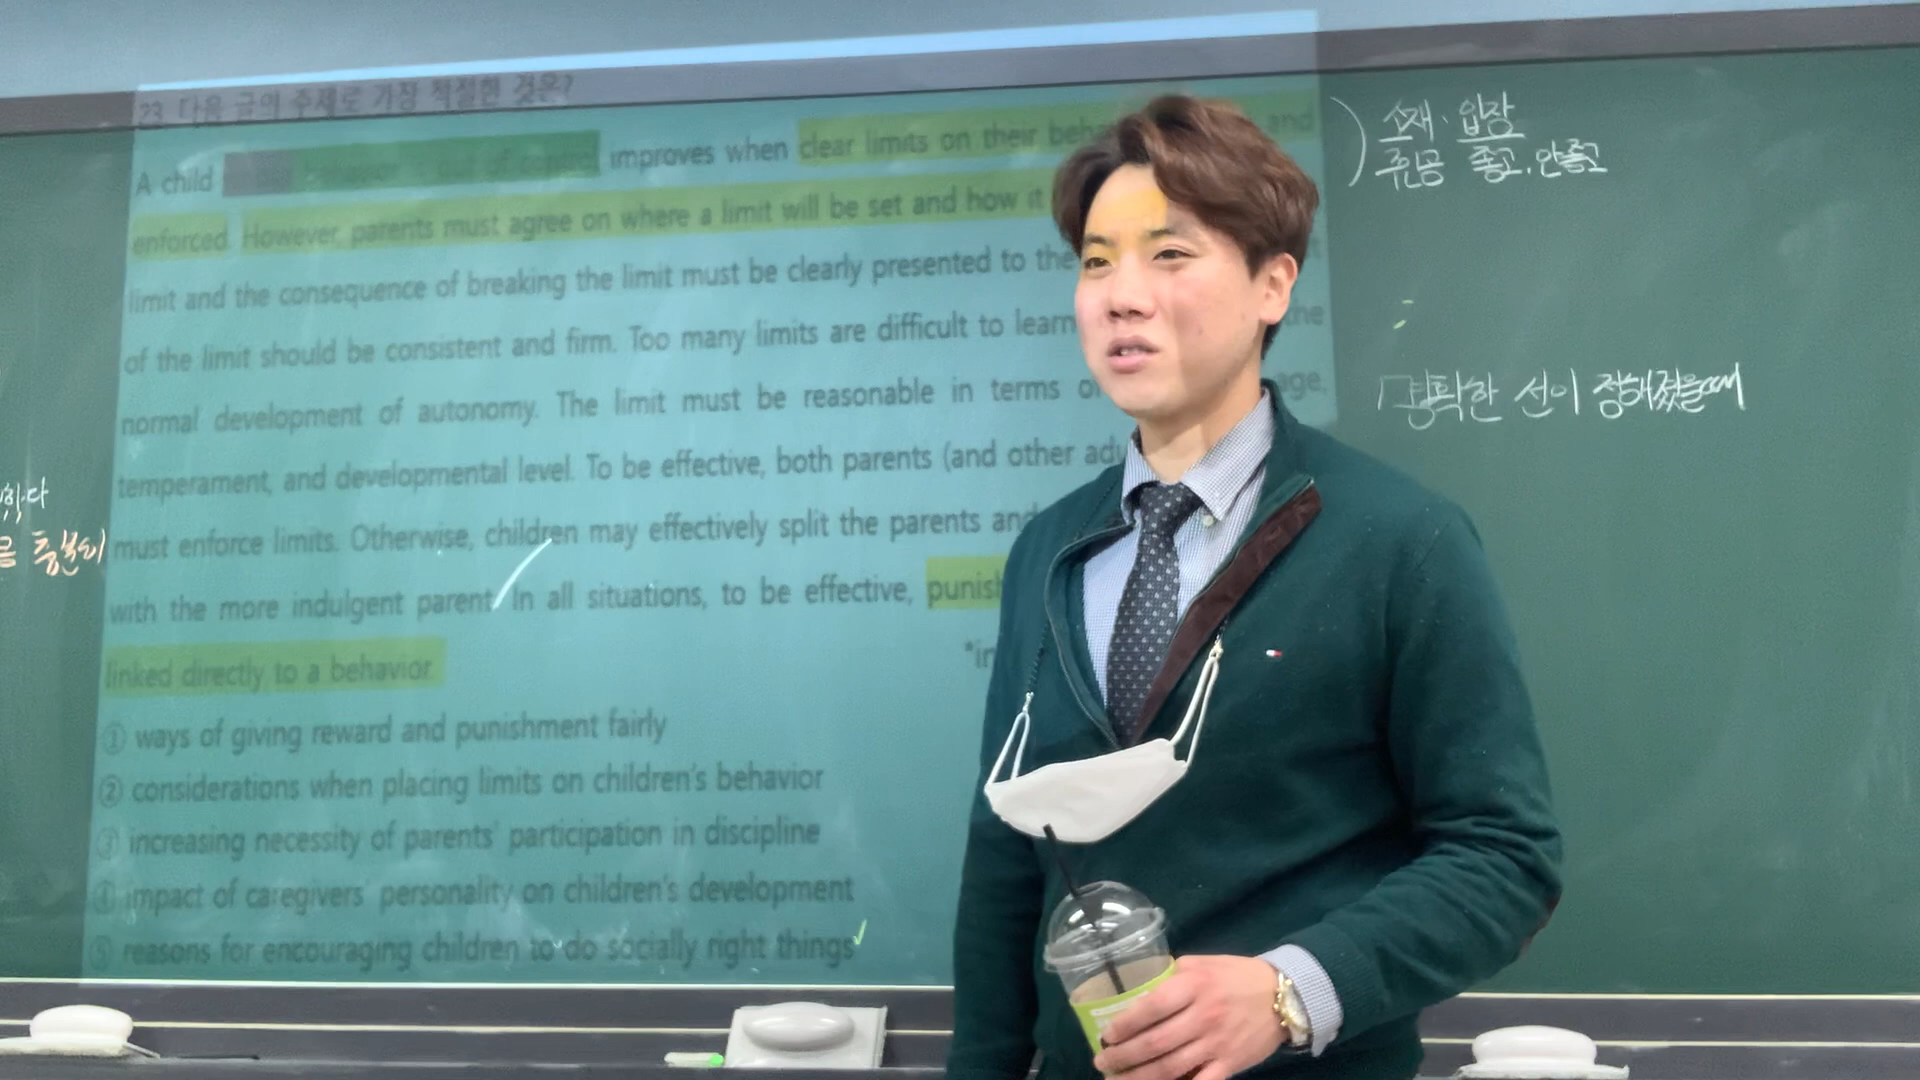 23. 다음 글의 주제로 가장 적절한 것은?
A child behavior is out of control improves when clear limits on their and
enforced. However, parents must agree on where a limit will be set and how it
limit and the consequence of breaking the limit must be clearly presented to the
of the limit should be consistent and firm. Too many limits are difficult to learn the
normal development of autonomy. The limit must be reasonable in terms age,
temperament, and developmental level. To be effective, both parents (and other
must enforce limits. Otherwise, children may effectively split the parents and
with the more indulgent parent. In all situations, to be effective,
linked directly to a behavior.
① ways of giving reward and punishment fairly
② considerations when placing limits on children's behavior
③ increasing necessity of parents' participation in discipline
④ impact of caregivers' personality on children's development
⑤ reasons for encouraging children to do socially right things
소재· 입장
주인공 좋고, 안좋고
「명확한 선이 정해졌을때
충분히